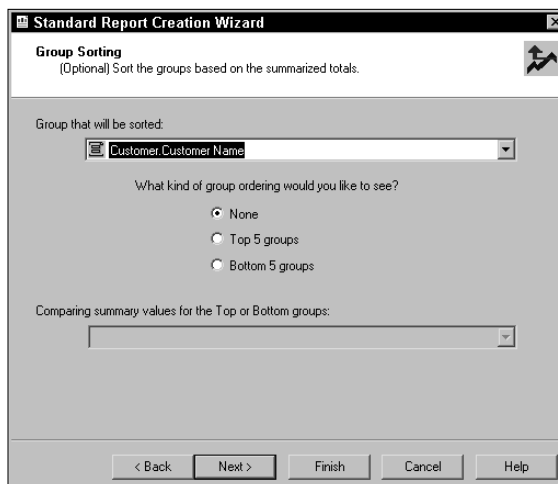 Standard Report Creation Wizard
Group Sorting
(Optional) Sort the groups based on the summarized totals.
Group that will be sorted:
Customer.Customer Name
What kind of group ordering would you like to see?
None
Top 5 groups
Bottom 5 groups
Comparing summary values for the Top or Bottom groups:
< Back Next > Finish Cancel Help